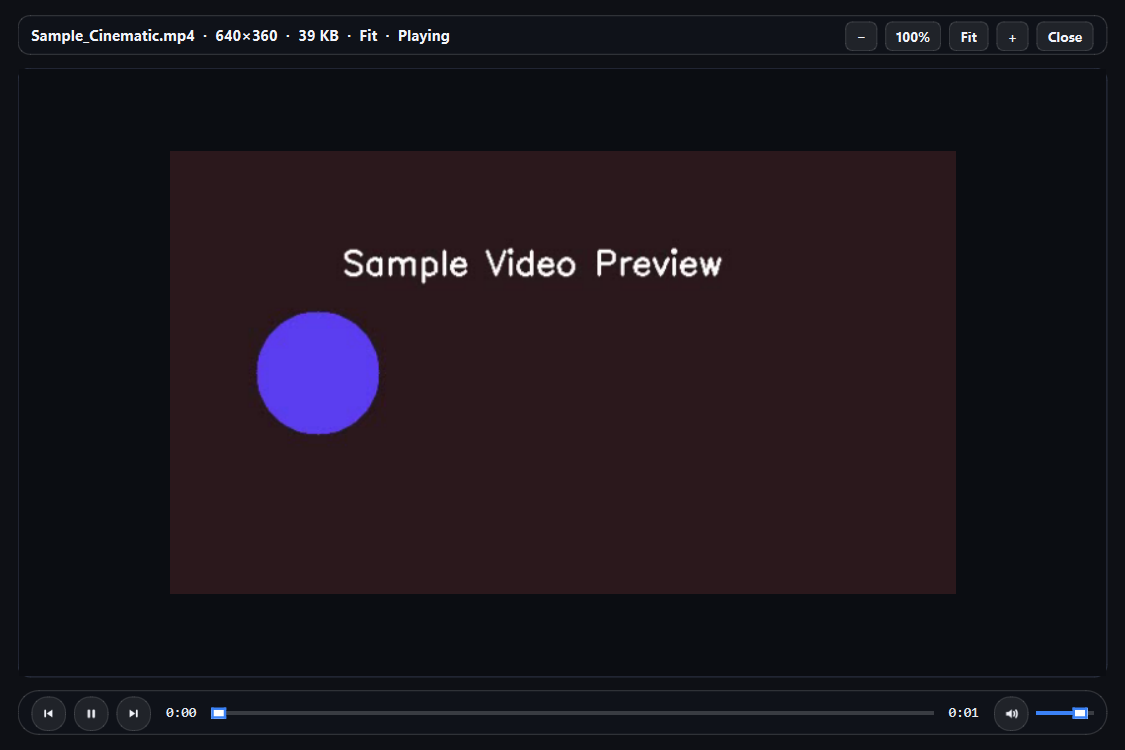 Sample_Cinematic.mp4 · 640×360 · 39 KB · Fit · Playing
− 100% Fit + Close
Sample Video Preview
0:00 0:01